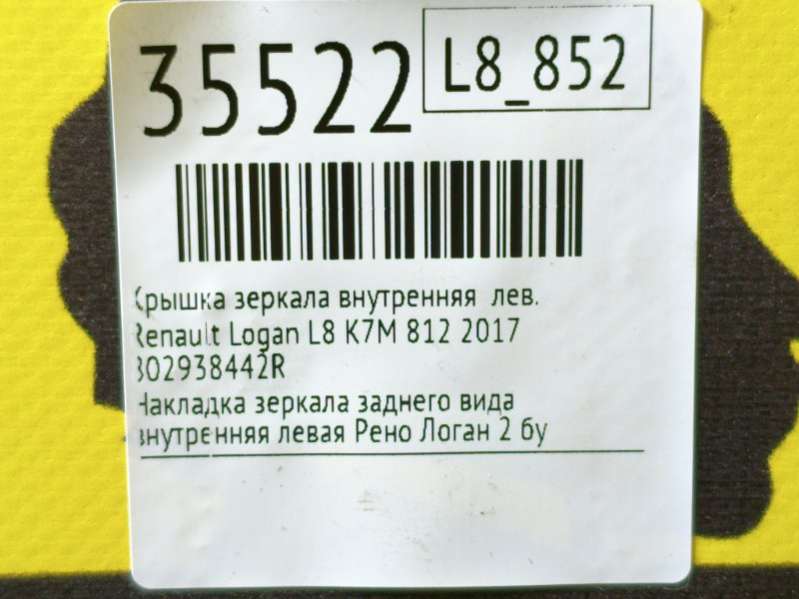 35522
L8_852
Крышка зеркала внутренняя лев.
Renault Logan L8 K7M 812 2017
802938442R
Накладка зеркала заднего вида
внутренняя левая Рено Логан 2 бу